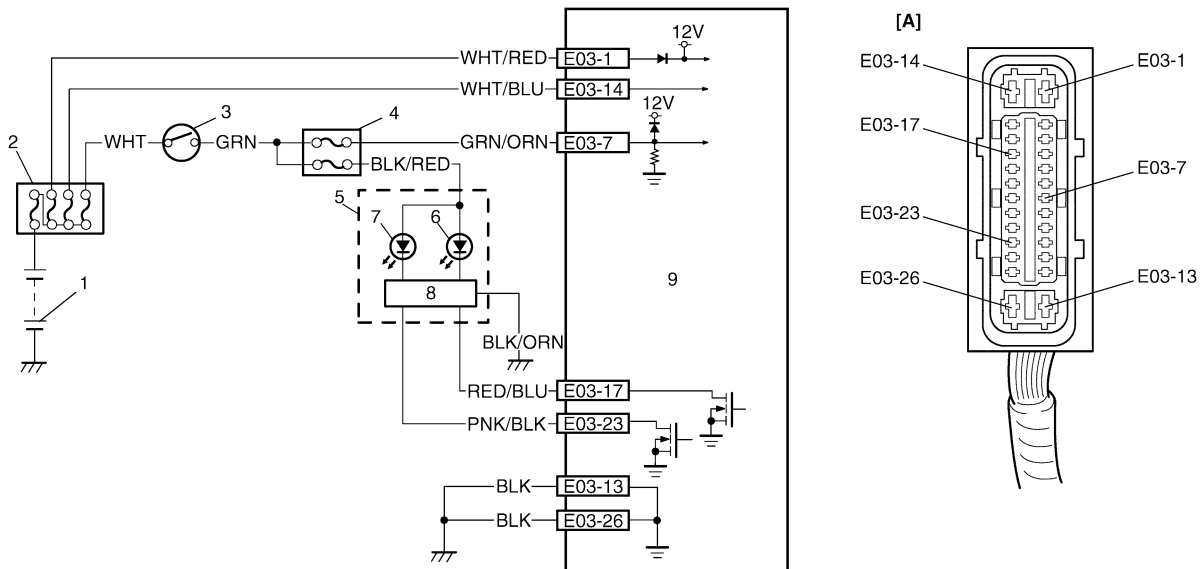 [A]
12V
WHT/RED E03-1
E03-14
E03-1
WHT/BLU E03-14
12V
3
4
E03-17
2
WHT
GRN
GRN/ORN E03-7
BLK/RED
E03-7
5
7
6
E03-23
1
8
9
E03-26
E03-13
BLK/ORN
RED/BLU E03-17
PNK/BLK E03-23
BLK E03-13
BLK E03-26